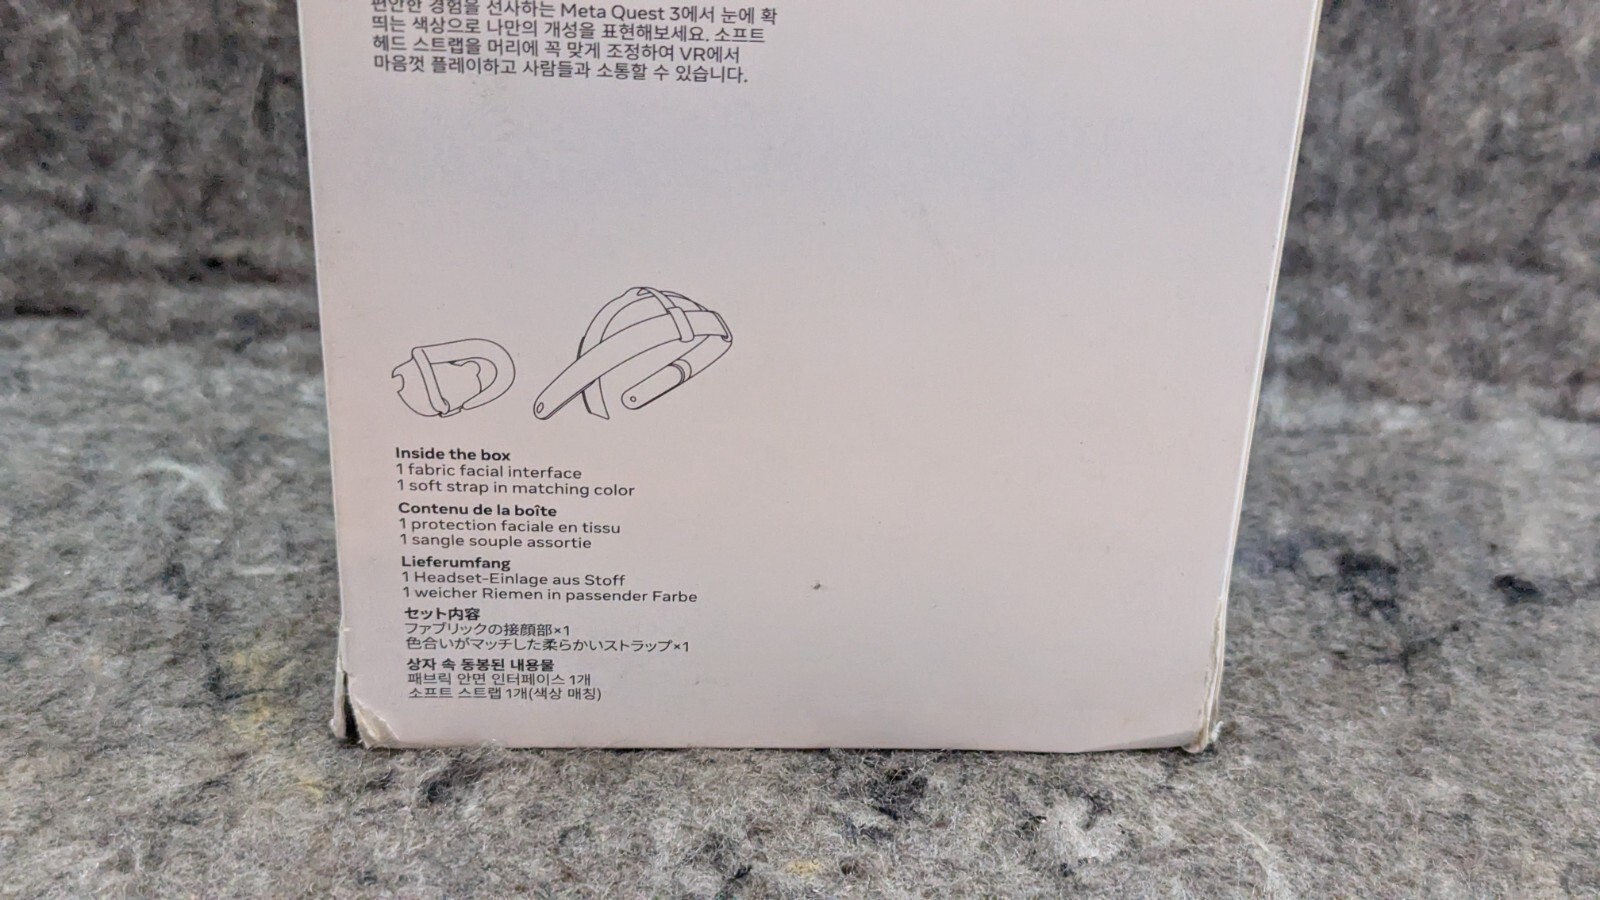 편안한 경험을 선사하는 Meta Quest 3에서 눈에 확
띄는 색상으로 나만의 개성을 표현해보세요. 소프트
헤드 스트랩을 머리에 꼭 맞게 조정하여 VR에서
마음껏 플레이하고 사람들과 소통할 수 있습니다.
Inside the box
1 fabric facial interface
1 soft strap in matching color
Contenu de la boîte
1 protection faciale en tissu
1 sangle souple assortie
Lieferumfang
1 Headset-Einlage aus Stoff
1 weicher Riemen in passender Farbe
セット内容
ファブリックの接顔部×1
色合いがマッチした柔らかいストラップ×1
상자 속 동봉된 내용물
패브릭 안면 인터페이스 1개
소프트 스트랩 1개(색상 매칭)